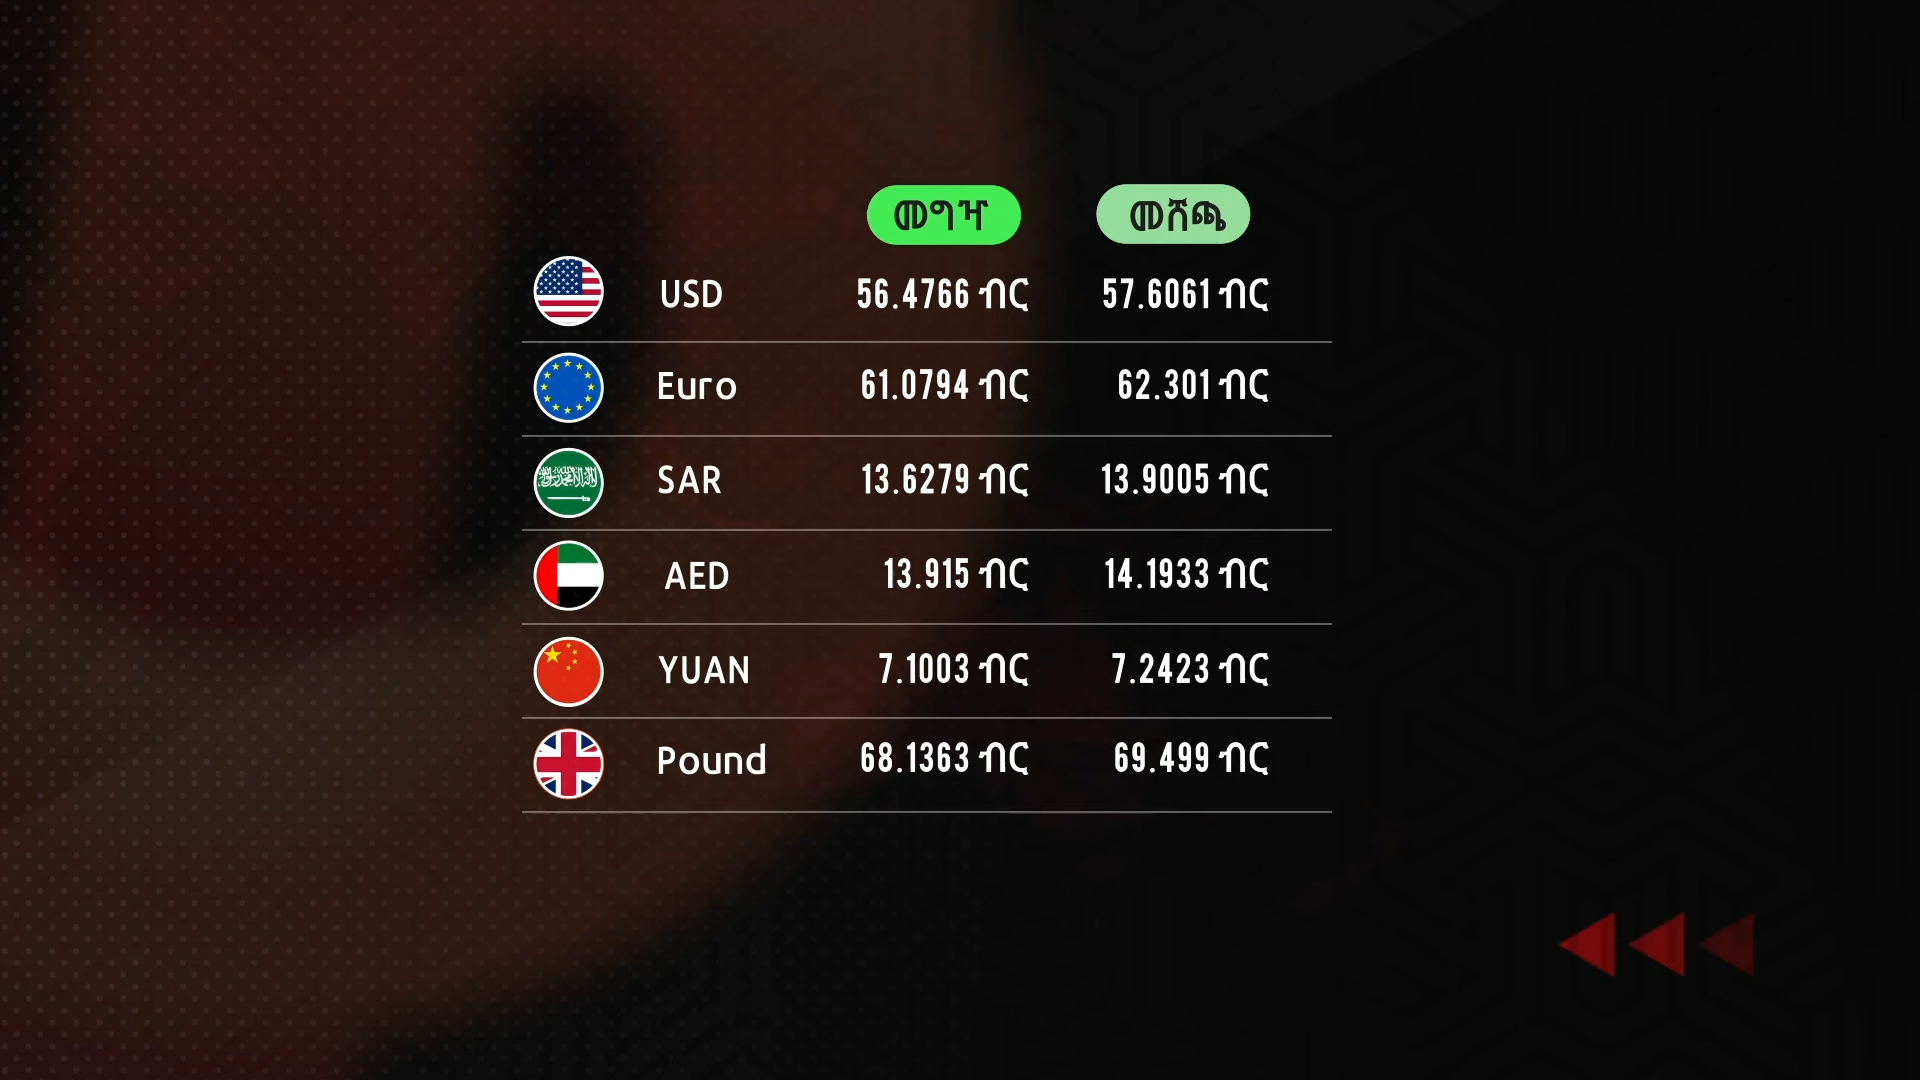 መግዣ መሸጫ
USD 56.4766 ብር 57.6061 ብር
Euro 61.0794 ብር 62.301 ብር
SAR 13.6279 ብር 13.9005 ብር
AED 13.915 ብር 14.1933 ብር
YUAN 7.1003 ብር 7.2423 ብር
Pound 68.1363 ብር 69.499 ብር